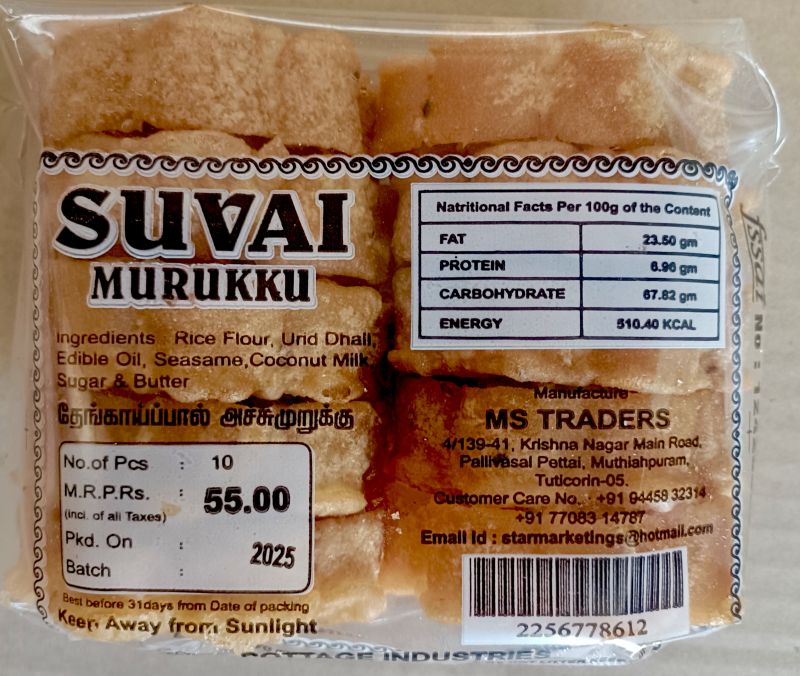 SUVAI
MURUKKU
Ingredients : Rice Flour, Urid Dhall,
Edible Oil, Seasame,Coconut Milk
Sugar & Butter
தேங்காய்ப்பால் அச்சுமுறுக்கு
No.of Pcs : 10
M.R.P.Rs. : 55.00
(incl. of all Taxes)
Pkd. On : 2025
Batch :
Best before 31days from Date of packing
Keep Away from Sunlight
Natritional Facts Per 100g of the Content
FAT 23.50 gm
PROTEIN 6.96 gm
CARBOHYDRATE 67.82 gm
ENERGY 510.40 KCAL
Manufacture
MS TRADERS
4/139-41, Krishna Nagar Main Road,
Pallivasal Pettai, Muthiahpuram,
Tuticorin-05.
Customer Care No. : +91 94458 32314
+91 77083 14787
Email Id : starmarketings@hotmail.com
2256778612
fssai No :
COTTAGE INDUSTRIES